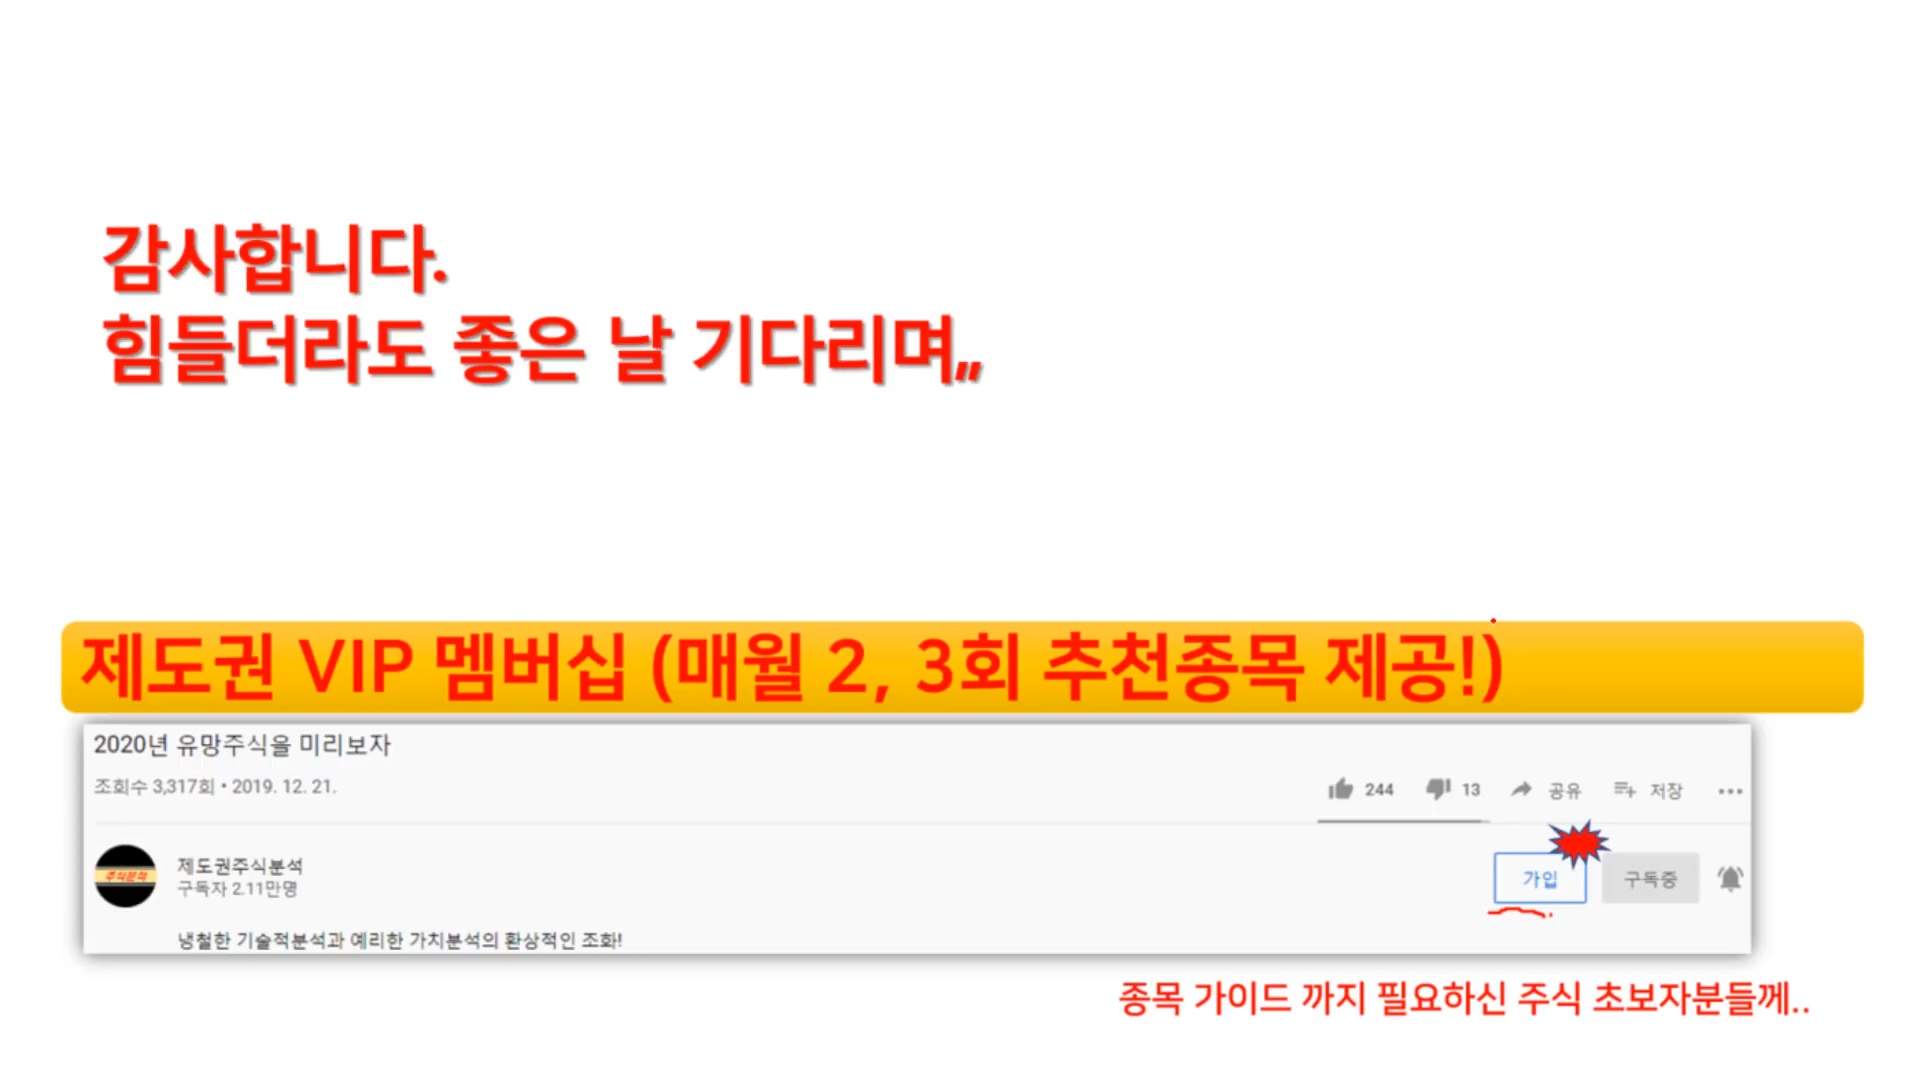 감사합니다.
힘들더라도 좋은 날 기다리며,,
제도권 VIP 멤버십 (매월 2, 3회 추천종목 제공!)
2020년 유망주식을 미리보자
조회수 3,317회 • 2019. 12. 21.
244 13 공유 저장
주식분석
제도권주식분석
구독자 2.11만명
가입 구독중
냉철한 기술적분석과 예리한 가치분석의 환상적인 조화!
종목 가이드 까지 필요하신 주식 초보자분들께..